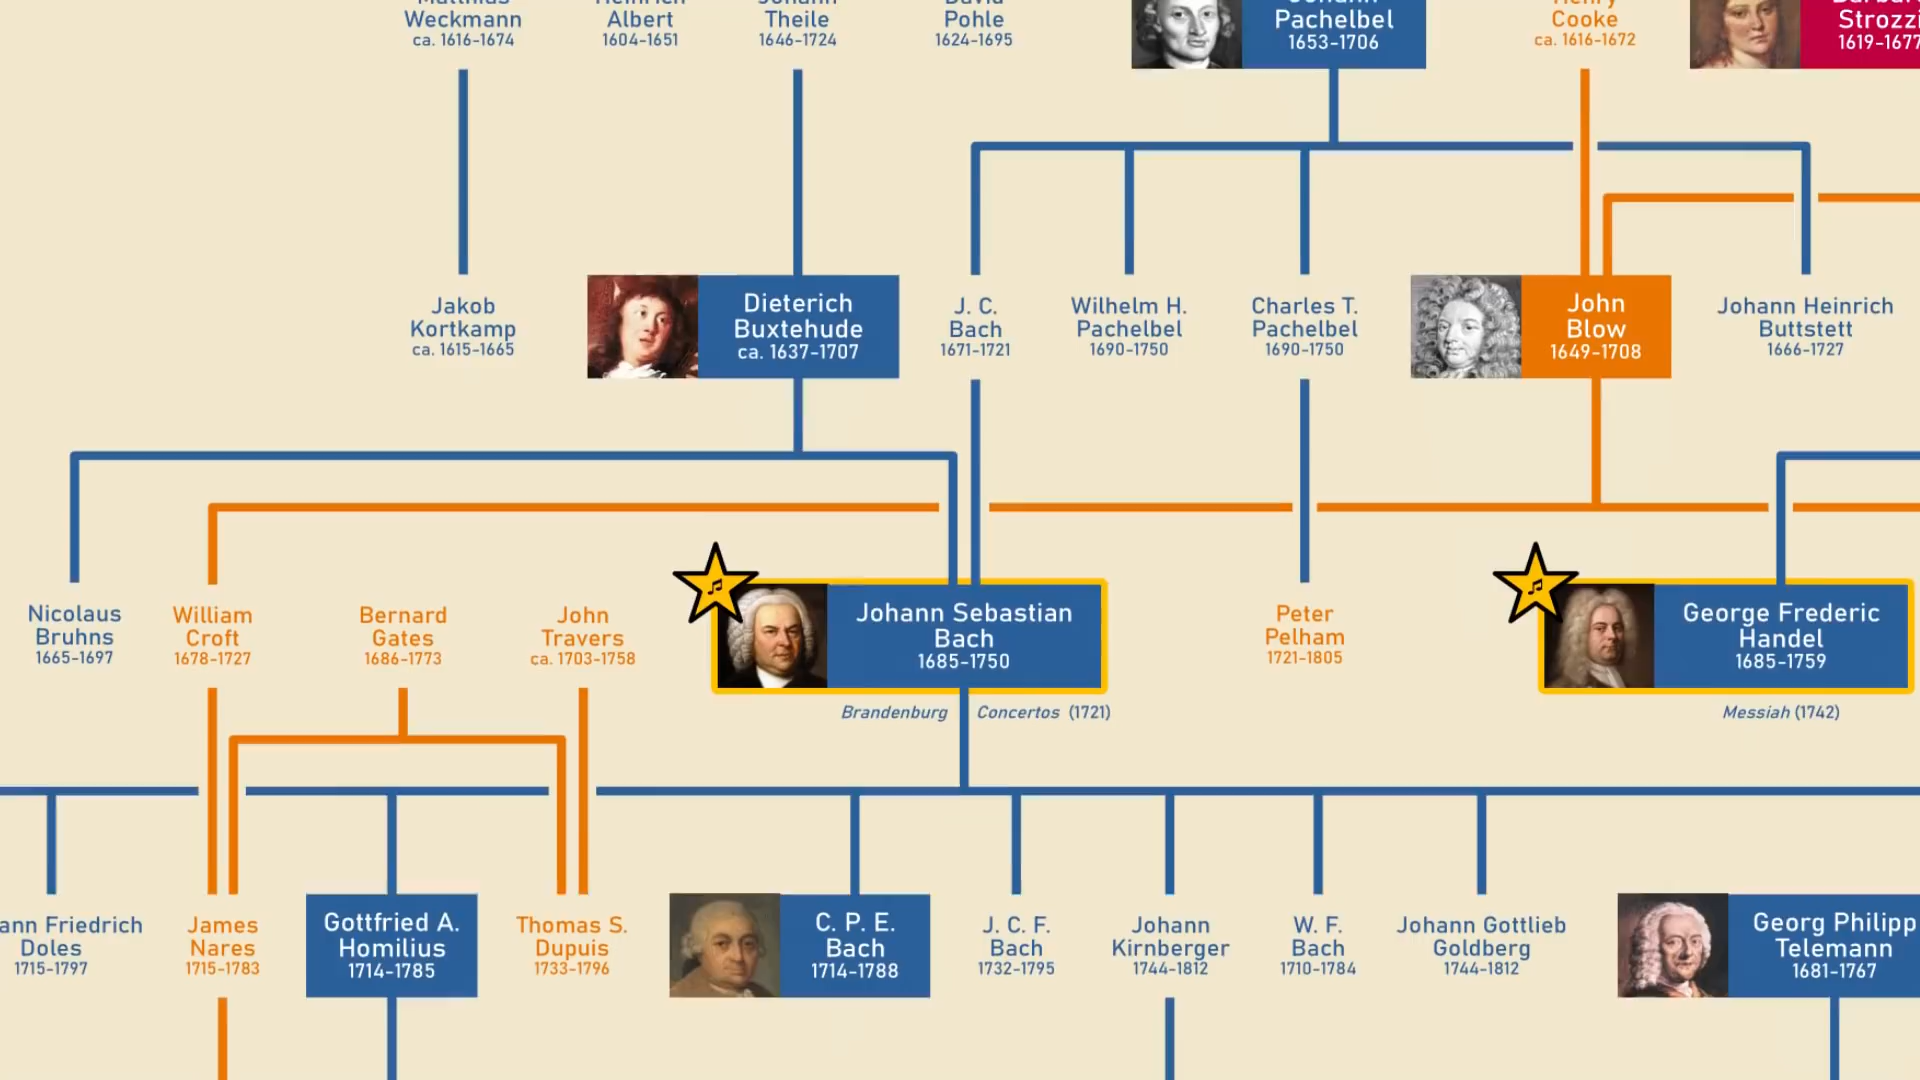 Weckmann
ca. 1616-1674
Albert
1604-1651
Theile
1646-1724
Pohle
1624-1695
Pachelbel
1653-1706
Henry
Cooke
ca. 1616-1672
Strozzi
1619-1677
Jakob
Kortkamp
ca. 1615-1665
Dieterich
Buxtehude
ca. 1637-1707
J. C.
Bach
1671-1721
Wilhelm H.
Pachelbel
1690-1750
Charles T.
Pachelbel
1690-1750
John
Blow
1649-1708
Johann Heinrich
Buttstett
1666-1727
Nicolaus
Bruhns
1665-1697
William
Croft
1678-1727
Bernard
Gates
1686-1773
John
Travers
ca. 1703-1758
Johann Sebastian
Bach
1685-1750
Brandenburg Concertos (1721)
Peter
Pelham
1721-1805
George Frederic
Handel
1685-1759
Messiah (1742)
ann Friedrich
Doles
1715-1797
James
Nares
1715-1783
Gottfried A.
Homilius
1714-1785
Thomas S.
Dupuis
1733-1796
C. P. E.
Bach
1714-1788
J. C. F.
Bach
1732-1795
Johann
Kirnberger
1744-1812
W. F.
Bach
1710-1784
Johann Gottlieb
Goldberg
1744-1812
Georg Philipp
Telemann
1681-1767